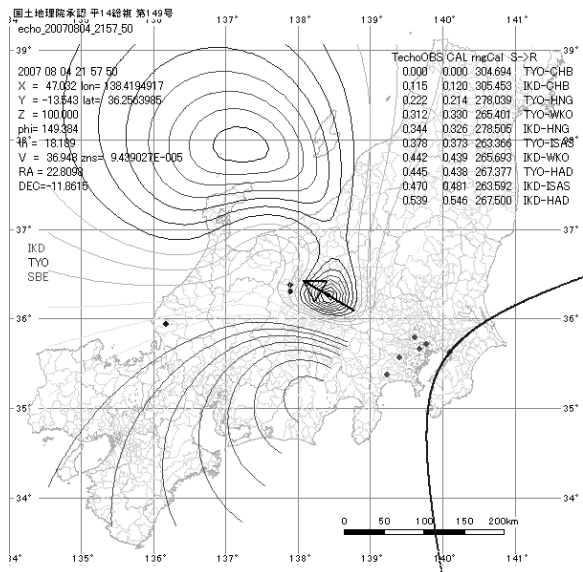 国土地理院承認 平14総複 第149号
echo_20070804_2157_50
39° 39°
TechoOBS CAL rngCal S->R
2007 08 04 21 57 50
0.000 0.000 304.694 TYO-CHB
X = 47.032 lon= 138.4194917
0.115 0.120 305.453 IKD-CHB
Y = -13.543 lat= 36.2563985
0.222 0.214 278.039 TYO-HNG
Z = 100.000
0.312 0.330 265.401 TYO-WKO
phi= 149.384
0.344 0.326 278.505 IKD-HNG
th = 18.189
0.378 0.373 263.366 TYO-ISAS
V = 36.948 zns= 9.439027E-005
0.442 0.439 265.693 IKD-WKO
RA = 22.8098
0.445 0.438 267.377 TYO-HAD
DEC=-11.8615
0.470 0.481 263.592 IKD-ISAS
0.539 0.546 267.500 IKD-HAD
38°
37° 37°
IKD
TYO
SBE
36° 36°
35° 35°
34° 34°
0 50 100 150 200km
134° 135° 136° 137° 138° 139° 140° 141°